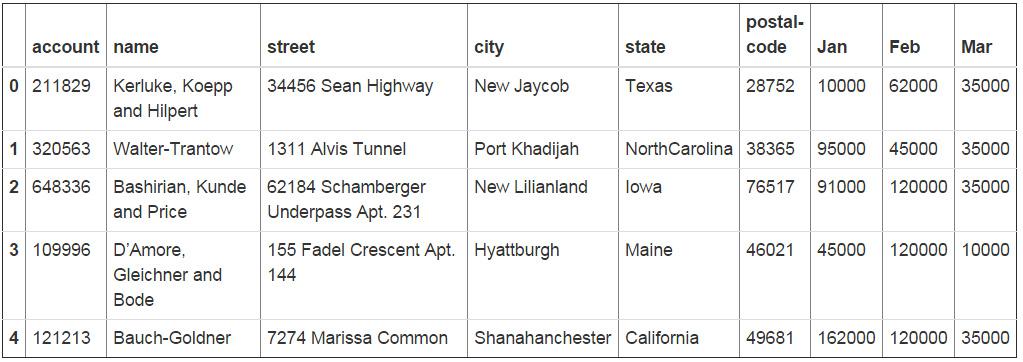 account name street city state postal-code Jan Feb Mar
0 211829 Kerluke, Koepp and Hilpert 34456 Sean Highway New Jaycob Texas 28752 10000 62000 35000
1 320563 Walter-Trantow 1311 Alvis Tunnel Port Khadijah NorthCarolina 38365 95000 45000 35000
2 648336 Bashirian, Kunde and Price 62184 Schamberger Underpass Apt. 231 New Lilianland Iowa 76517 91000 120000 35000
3 109996 D’Amore, Gleichner and Bode 155 Fadel Crescent Apt. 144 Hyattburgh Maine 46021 45000 120000 10000
4 121213 Bauch-Goldner 7274 Marissa Common Shanahanchester California 49681 162000 120000 35000